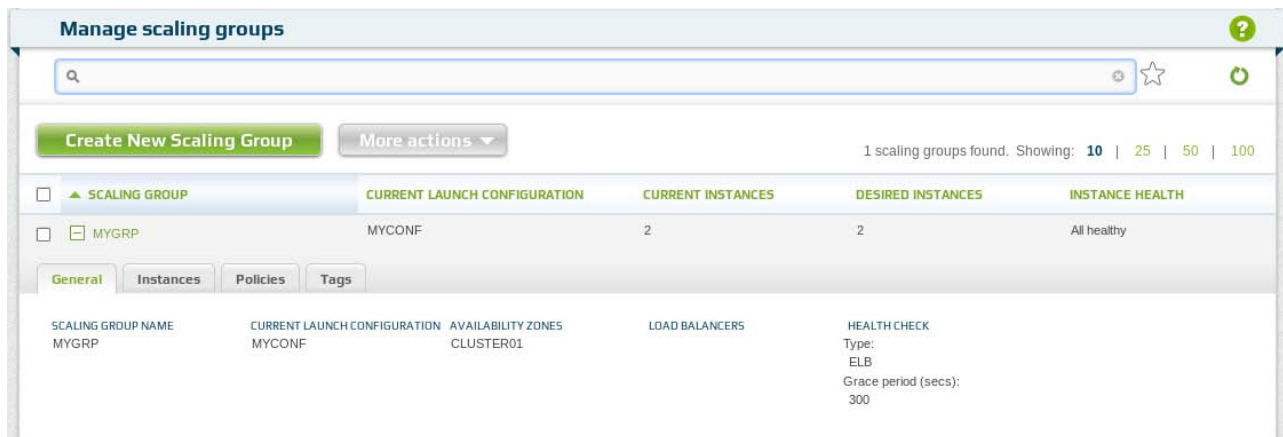 Manage scaling groups
?
Create New Scaling Group More actions
1 scaling groups found. Showing: 10 | 25 | 50 | 100
SCALING GROUP CURRENT LAUNCH CONFIGURATION CURRENT INSTANCES DESIRED INSTANCES INSTANCE HEALTH
MYGRP MYCONF 2 2 All healthy
General Instances Policies Tags
SCALING GROUP NAME CURRENT LAUNCH CONFIGURATION AVAILABILITY ZONES LOAD BALANCERS HEALTH CHECK
MYGRP MYCONF CLUSTER01 Type:
ELB
Grace period (secs):
300